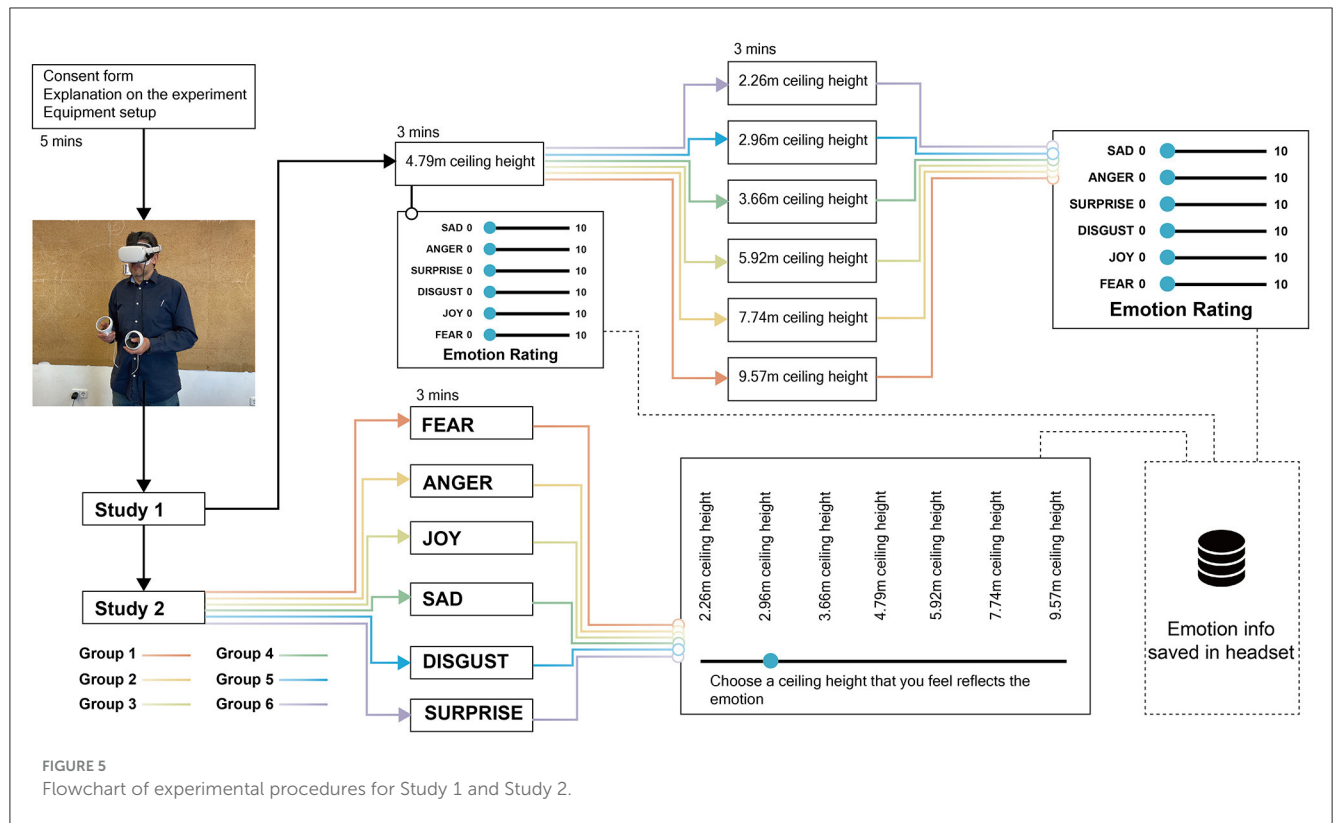 Consent form
Explanation on the experiment
Equipment setup
5 mins
Study 1
Study 2
Group 1
Group 2
Group 3
Group 4
Group 5
Group 6
3 mins
4.79m ceiling height
SAD 0 10
ANGER 0 10
SURPRISE 0 10
DISGUST 0 10
JOY 0 10
FEAR 0 10
Emotion Rating
3 mins
2.26m ceiling height
2.96m ceiling height
3.66m ceiling height
5.92m ceiling height
7.74m ceiling height
9.57m ceiling height
SAD 0 10
ANGER 0 10
SURPRISE 0 10
DISGUST 0 10
JOY 0 10
FEAR 0 10
Emotion Rating
3 mins
FEAR
ANGER
JOY
SAD
DISGUST
SURPRISE
2.26m ceiling height
2.96m ceiling height
3.66m ceiling height
4.79m ceiling height
5.92m ceiling height
7.74m ceiling height
9.57m ceiling height
Choose a ceiling height that you feel reflects the
emotion
Emotion info
saved in headset
FIGURE 5
Flowchart of experimental procedures for Study 1 and Study 2.